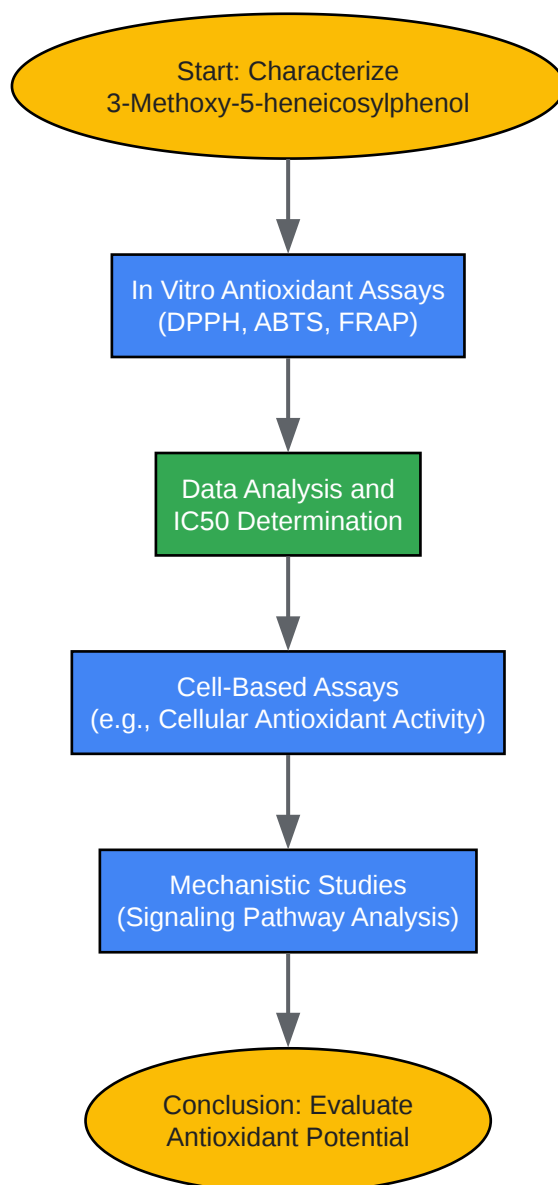 Start: Characterize
3-Methoxy-5-heneicosylphenol
In Vitro Antioxidant Assays
(DPPH, ABTS, FRAP)
Data Analysis and
IC50 Determination
Cell-Based Assays
(e.g., Cellular Antioxidant Activity)
Mechanistic Studies
(Signaling Pathway Analysis)
Conclusion: Evaluate
Antioxidant Potential